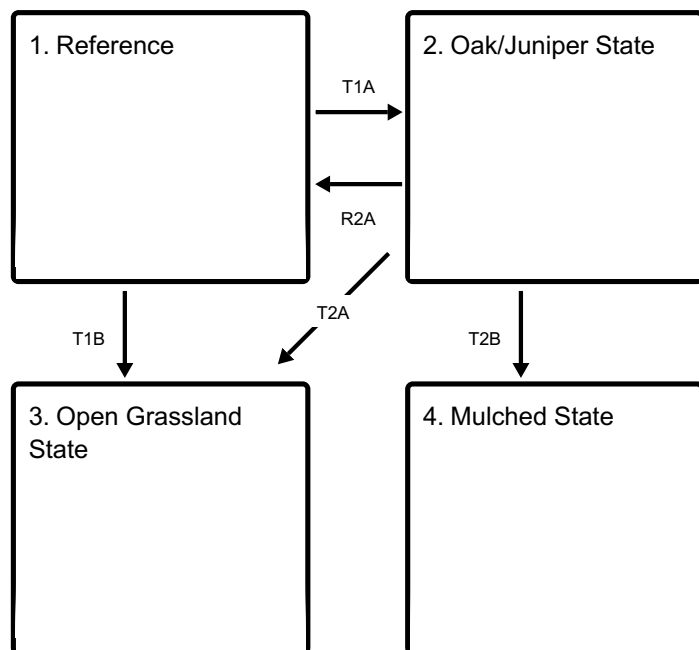 1. Reference
2. Oak/Juniper State
T1A
R2A
T2A
T1B
T2B
3. Open Grassland
State
4. Mulched State